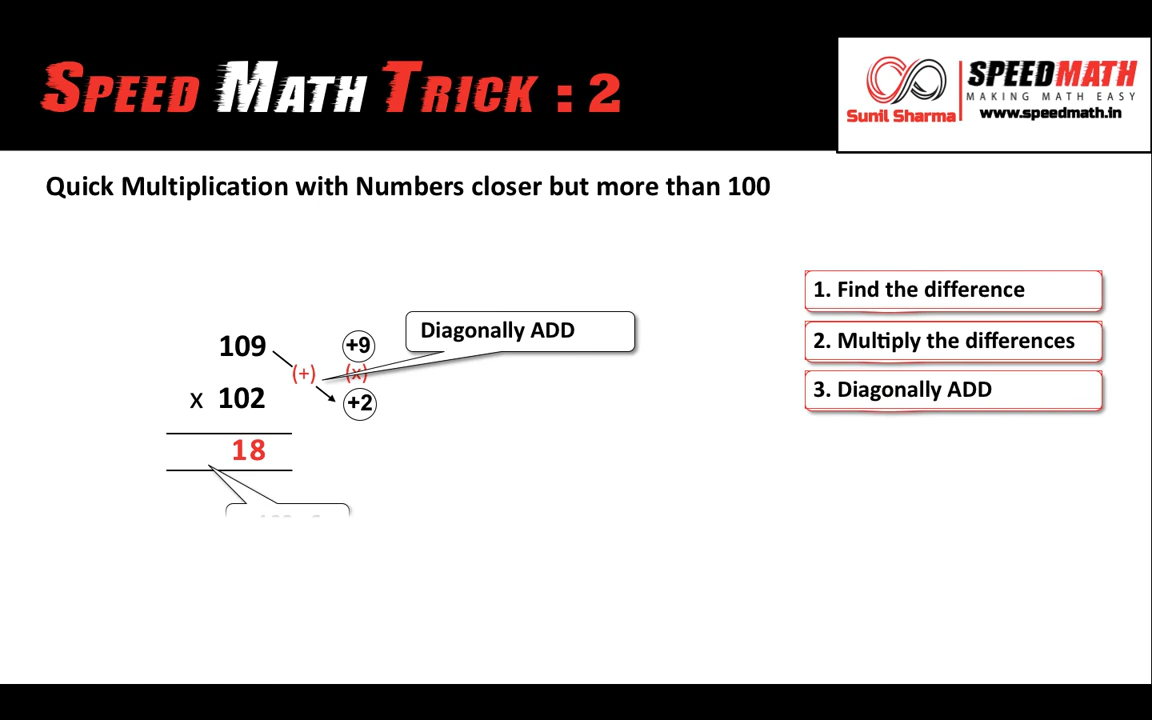 SPEED MATH TRICK : 2
SPEEDMATH
MAKING MATH EASY
Sunil Sharma
www.speedmath.in
Quick Multiplication with Numbers closer but more than 100
1. Find the difference
Diagonally ADD
109 +9
2. Multiply the differences
(+) (x)
3. Diagonally ADD
x 102 +2
18